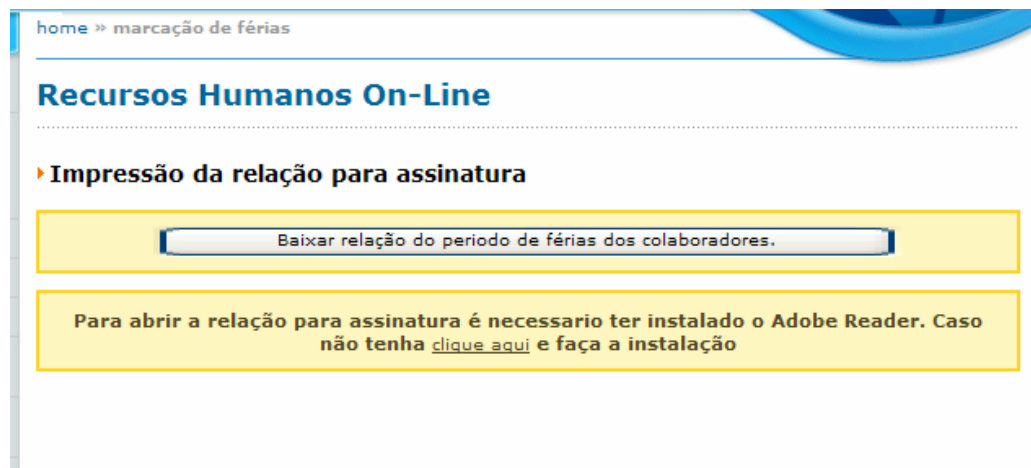 home » marcação de férias
Recursos Humanos On-Line
Impressão da relação para assinatura
Baixar relação do periodo de férias dos colaboradores.
Para abrir a relação para assinatura é necessario ter instalado o Adobe Reader. Caso
não tenha clique aqui e faça a instalação